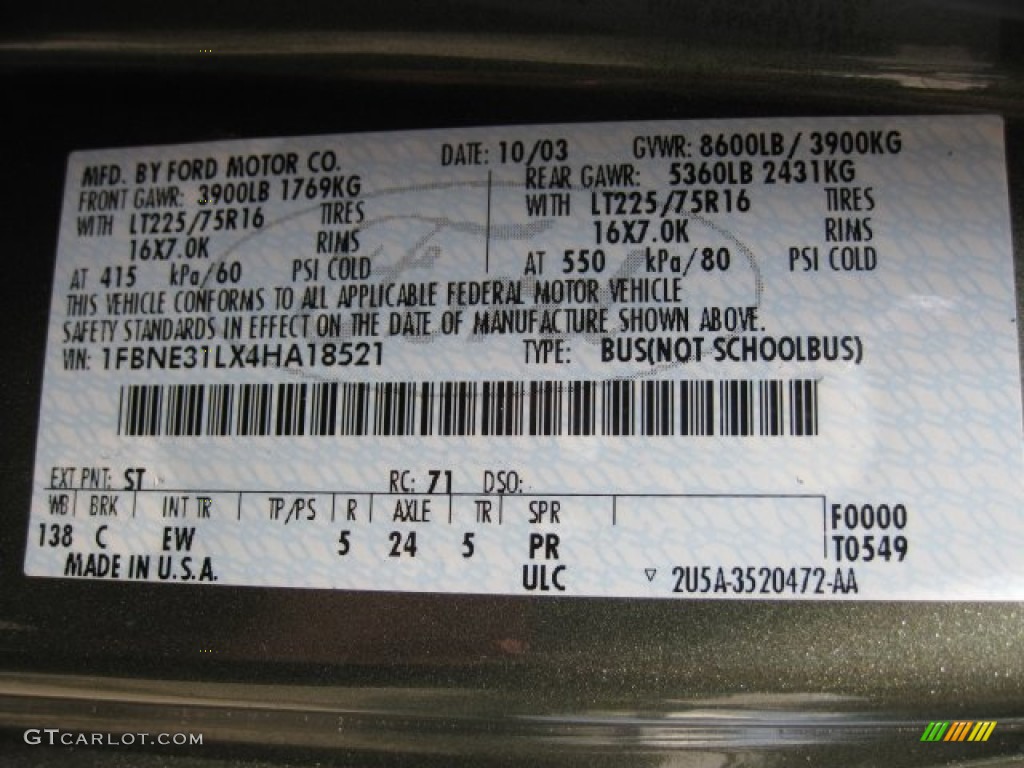 MFD. BY FORD MOTOR CO. DATE: 10/03 GVWR: 8600LB / 3900KG
FRONT GAWR: 3900LB 1769KG REAR GAWR: 5360LB 2431KG
WITH LT225/75R16 TIRES WITH LT225/75R16 TIRES
16X7.0K RIMS 16X7.0K RIMS
AT 415 kPa/60 PSI COLD AT 550 kPa/80 PSI COLD
THIS VEHICLE CONFORMS TO ALL APPLICABLE FEDERAL MOTOR VEHICLE
SAFETY STANDARDS IN EFFECT ON THE DATE OF MANUFACTURE SHOWN ABOVE.
VIN: 1FBNE31LX4HA18521 TYPE: BUS(NOT SCHOOLBUS)
EXT PNT: ST RC: 71 DSO:
WB BRK INT TR TP/PS R AXLE TR SPR F0000
138 C EW 5 24 5 PR T0549
MADE IN U.S.A. ULC ▽ 2U5A-3520472-AA
GTCARLOT.COM